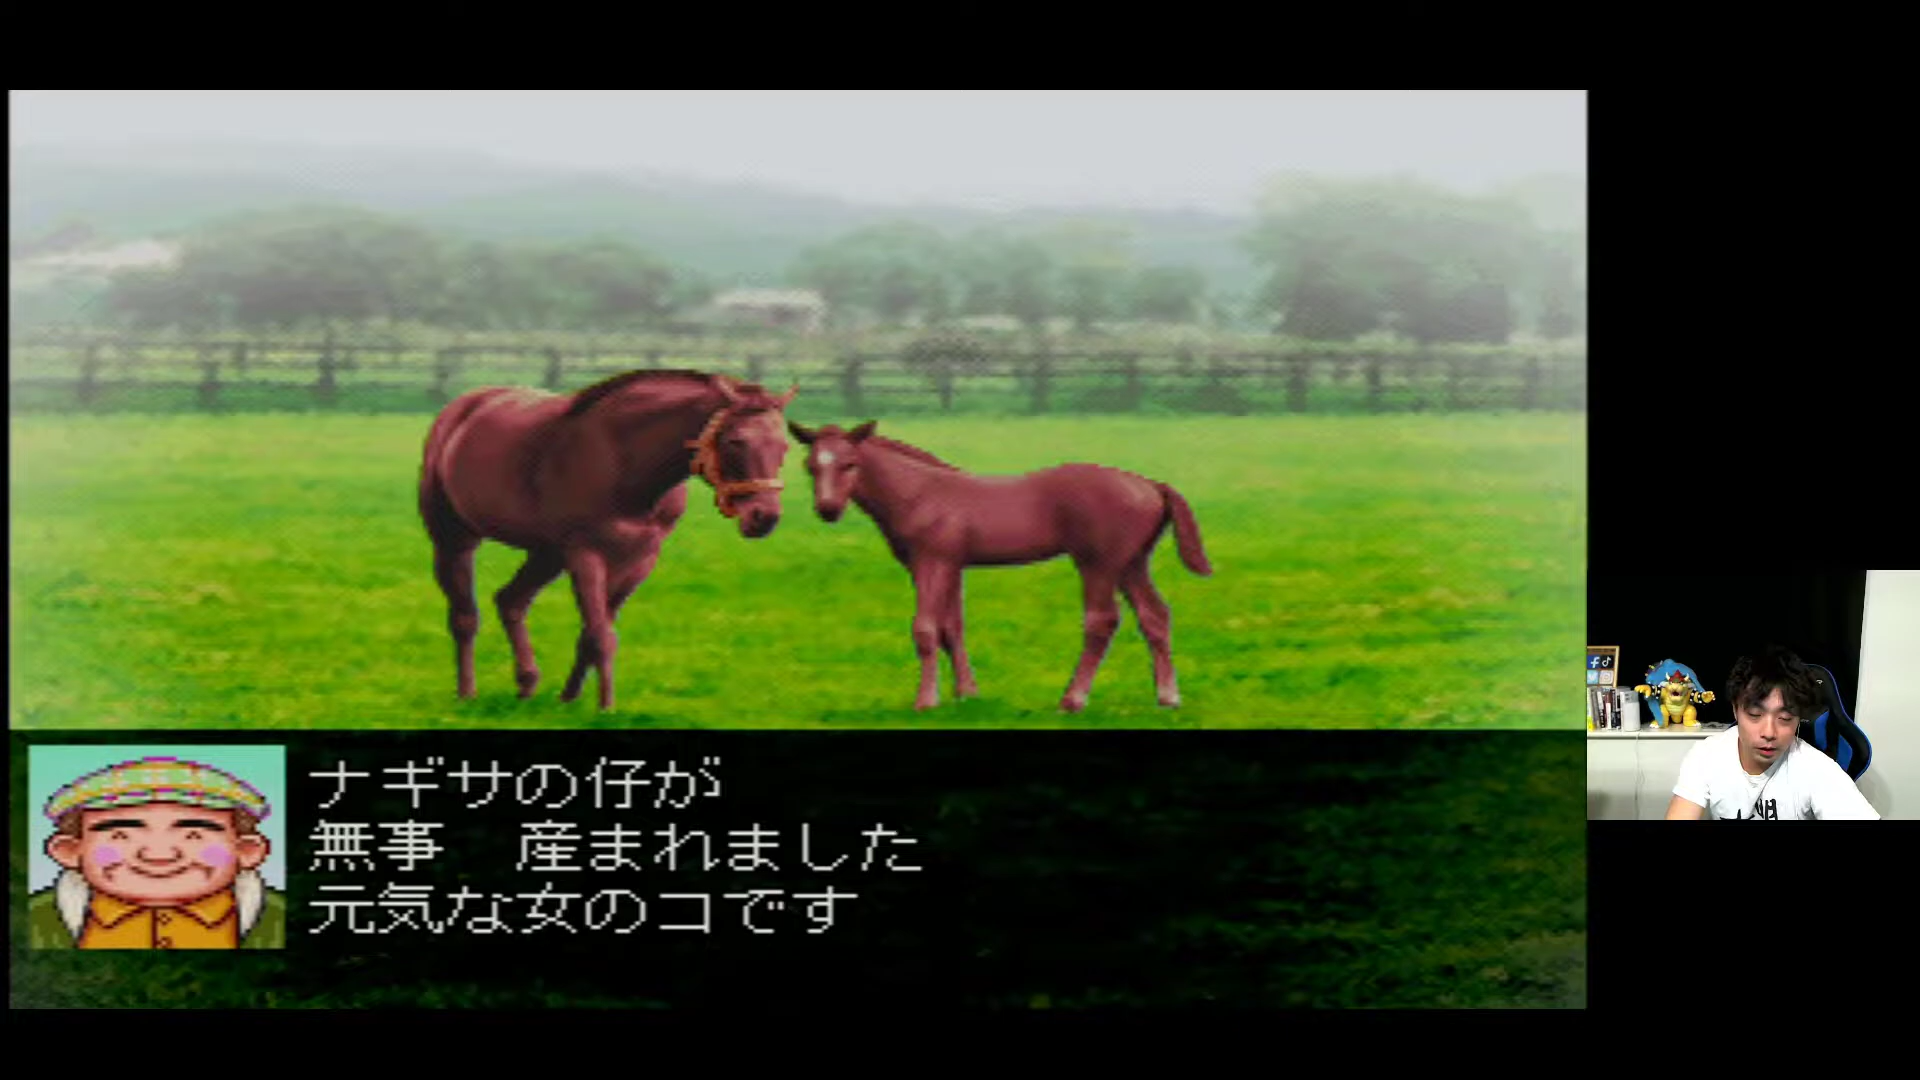 ナギサの仔が
無事　産まれました
元気な女のコです